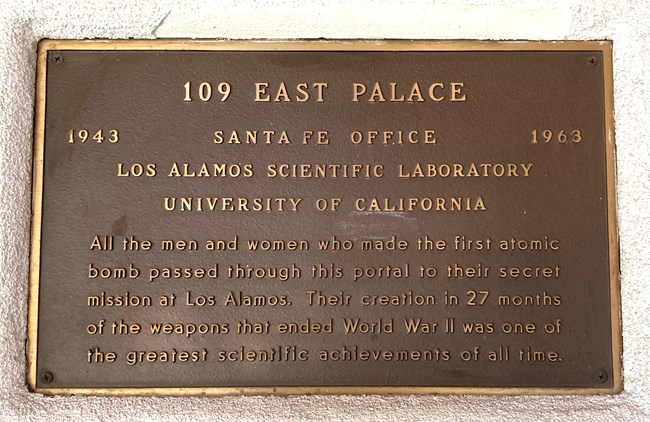 109 EAST PALACE
1943 SANTA FE OFFICE 1963
LOS ALAMOS SCIENTIFIC LABORATORY
UNIVERSITY OF CALIFORNIA
All the men and women who made the first atomic
bomb passed through this portal to their secret
mission at Los Alamos. Their creation in 27 months
of the weapons that ended World War II was one of
the greatest scientific achievements of all time.